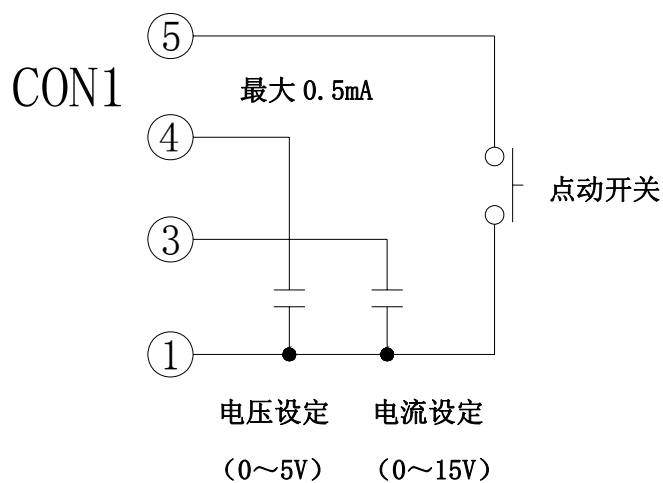 ⑤
CON1
最大0.5mA
④
点动开关
③
①
电压设定 电流设定
(0～5V) (0～15V)